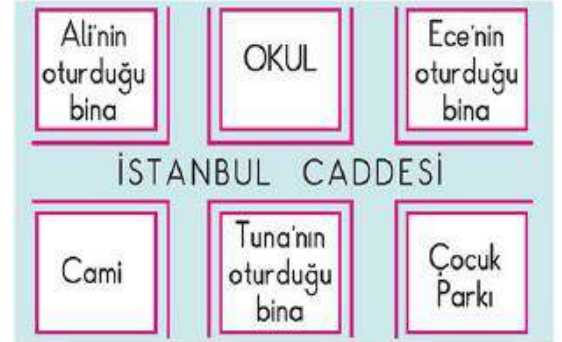 Ali'nin
oturduğu
bina
OKUL
Ece'nin
oturduğu
bina
İSTANBUL CADDESİ
Cami
Tuna'nın
oturduğu
bina
Çocuk
Parkı